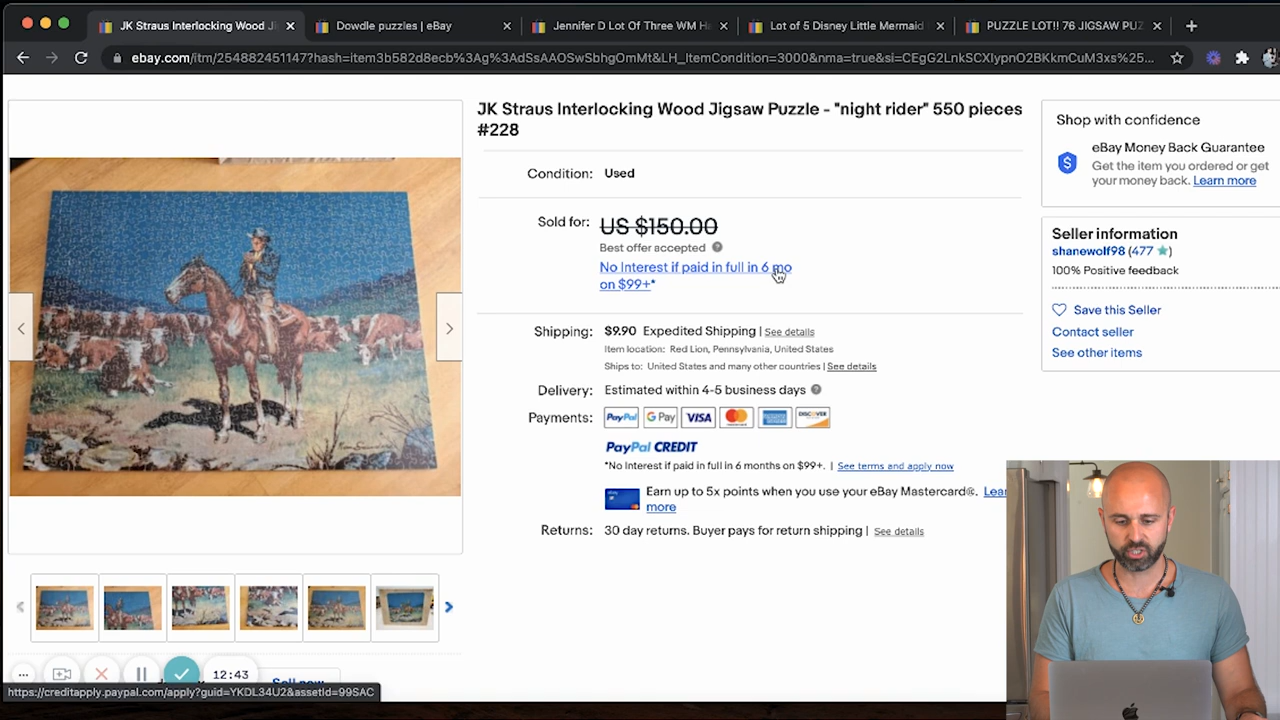 JK Straus Interlocking Wood Ji
Dowdle puzzles | eBay
Jennifer D Lot Of Three WM Ha
Lot of 5 Disney Little Mermaid
PUZZLE LOT!! 76 JIGSAW PUZ
ebay.com/itm/254882451147?hash=item3b582d8ecb%3Ag%3AdSsAAOSwSbhgOmMt&LH_ItemCondition=3000&nma=true&si=CEgG2LnkSCXIypnO2BKkmCuM3xs%25...
JK Straus Interlocking Wood Jigsaw Puzzle - "night rider" 550 pieces
#228
Condition: Used
Sold for: US $150.00
Best offer accepted
No Interest if paid in full in 6 mo
on $99+*
Shipping: $9.90 Expedited Shipping | See details
Item location: Red Lion, Pennsylvania, United States
Ships to: United States and many other countries | See details
Delivery: Estimated within 4-5 business days
Payments: PayPal G Pay VISA DISCOVER
PayPal CREDIT
*No Interest if paid in full in 6 months on $99+. | See terms and apply now
Earn up to 5x points when you use your eBay Mastercard®. Lear
more
Returns: 30 day returns. Buyer pays for return shipping | See details
Shop with confidence
eBay Money Back Guarantee
Get the item you ordered or get
your money back. Learn more
Seller information
shanewolf98 (477)
100% Positive feedback
Save this Seller
Contact seller
See other items
12:43
Sell now
https://creditapply.paypal.com/apply?guid=YKDL34U2&assetId=99SAC